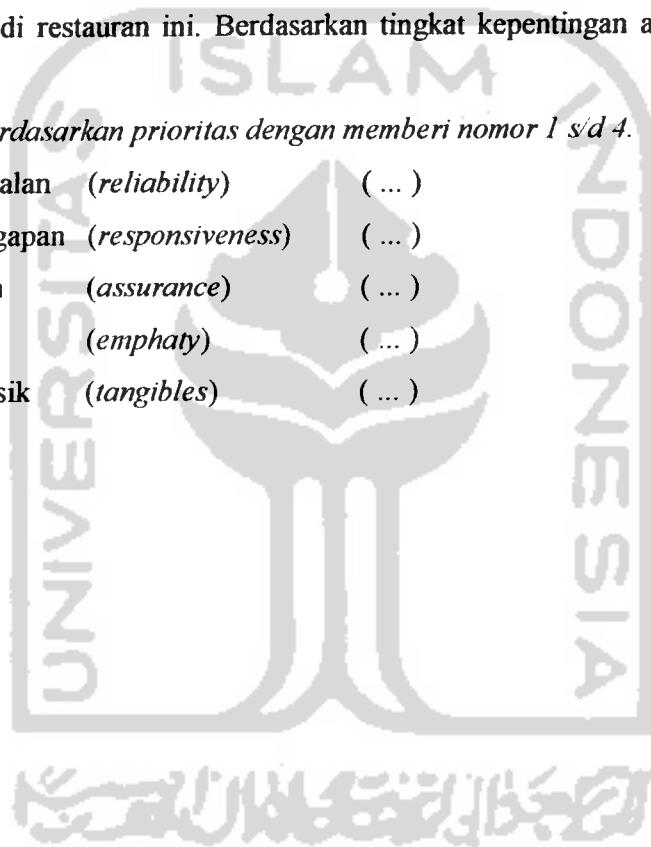 di restauran ini. Berdasarkan tingkat kepentingan a
ISLAM
rdasarkan prioritas dengan memberi nomor 1 s/d 4.
alan (reliability) ( ... )
gapan (responsiveness) ( ... )
n (assurance) ( ... )
(emphaty) ( ... )
sik (tangibles) ( ... )
UNIVERSITAS
INDONESIA